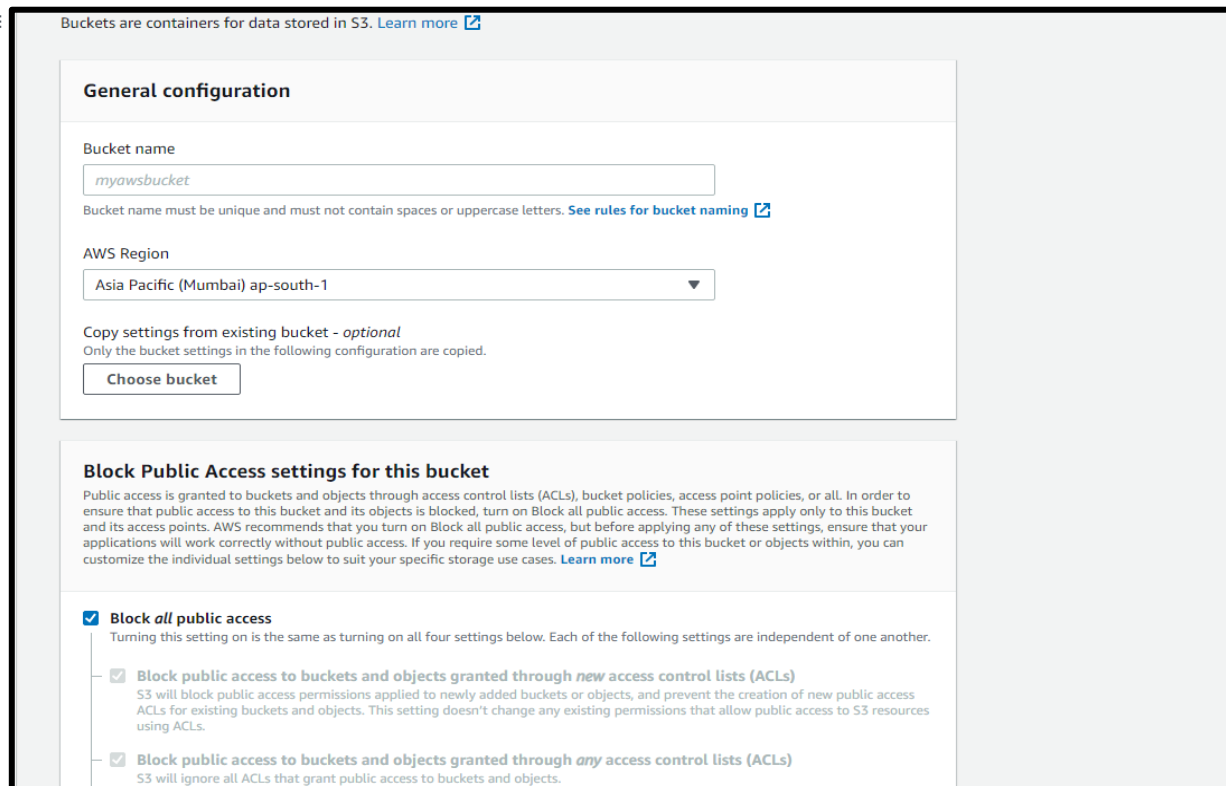 Buckets are containers for data stored in S3. Learn more
General configuration
Bucket name
myawsbucket
Bucket name must be unique and must not contain spaces or uppercase letters. See rules for bucket naming
AWS Region
Asia Pacific (Mumbai) ap-south-1
Copy settings from existing bucket - optional
Only the bucket settings in the following configuration are copied.
Choose bucket
Block Public Access settings for this bucket
Public access is granted to buckets and objects through access control lists (ACLs), bucket policies, access point policies, or all. In order to
ensure that public access to this bucket and its objects is blocked, turn on Block all public access. These settings apply only to this bucket
and its access points. AWS recommends that you turn on Block all public access, but before applying any of these settings, ensure that your
applications will work correctly without public access. If you require some level of public access to this bucket or objects within, you can
customize the individual settings below to suit your specific storage use cases. Learn more
Block all public access
Turning this setting on is the same as turning on all four settings below. Each of the following settings are independent of one another.
Block public access to buckets and objects granted through new access control lists (ACLs)
S3 will block public access permissions applied to newly added buckets or objects, and prevent the creation of new public access
ACLs for existing buckets and objects. This setting doesn't change any existing permissions that allow public access to S3 resources
using ACLs.
Block public access to buckets and objects granted through any access control lists (ACLs)
S3 will ignore all ACLs that grant public access to buckets and objects.